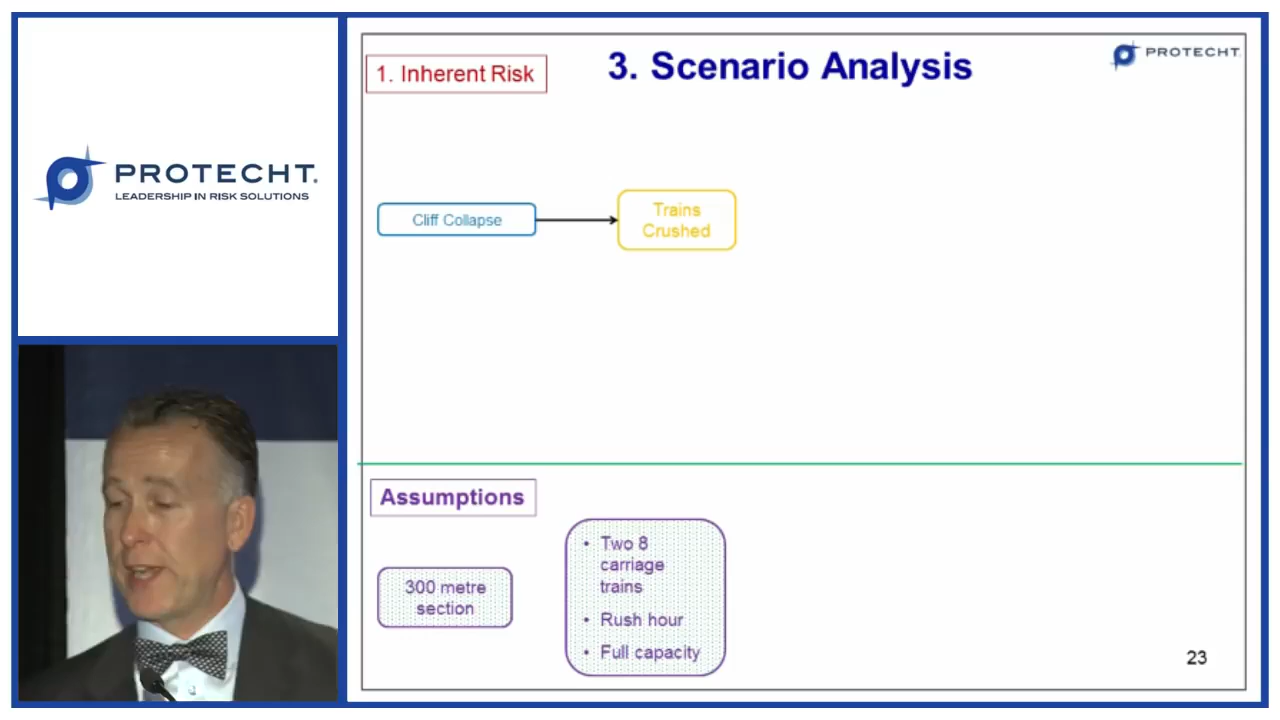 PROTECHT.
LEADERSHIP IN RISK SOLUTIONS
1. Inherent Risk
3. Scenario Analysis
PROTECHT.
Cliff Collapse
Trains
Crushed
Assumptions
300 metre
section
• Two 8
carriage
trains
• Rush hour
• Full capacity
23